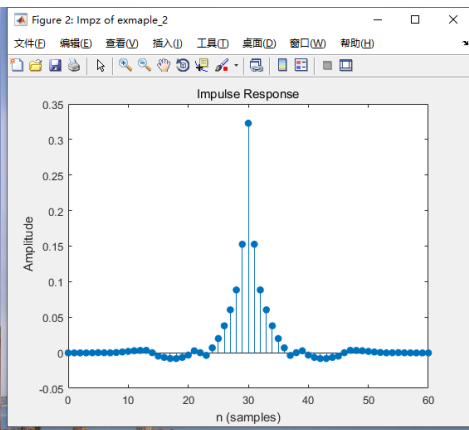 Figure 2: Impz of exmaple_2
文件(F) 编辑(E) 查看(V) 插入(I) 工具(T) 桌面(D) 窗口(W) 帮助(H)
Impulse Response
0.35
0.3
0.25
0.2
0.15
0.1
0.05
0
-0.05
Amplitude
0 10 20 30 40 50 60
n (samples)